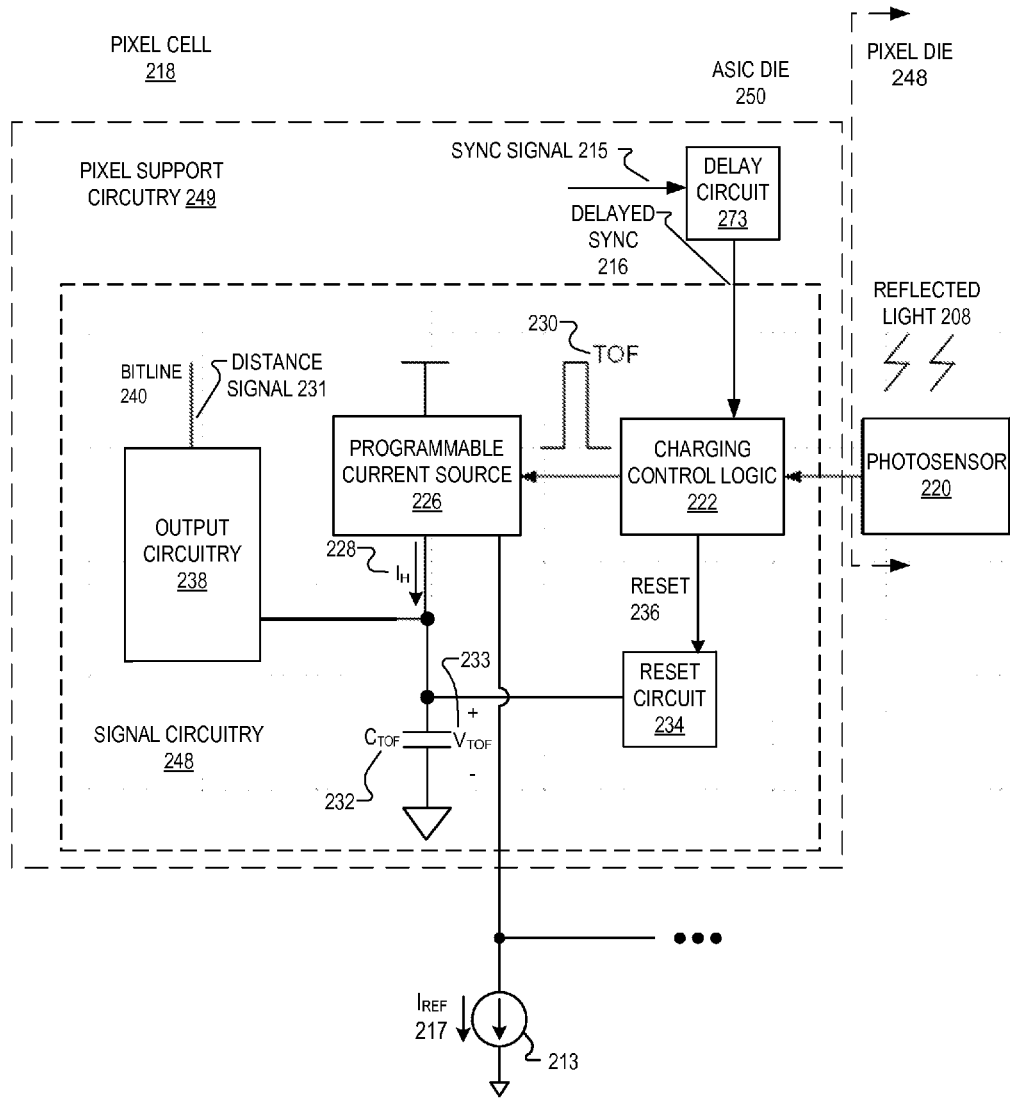 PIXEL CELL
218
PIXEL DIE
248
ASIC DIE
250
PIXEL SUPPORT
CIRCUTRY 249
SYNC SIGNAL 215
DELAY
CIRCUIT
273
DELAYED
SYNC
216
REFLECTED
LIGHT 208
230
TOF
BITLINE
240
DISTANCE
SIGNAL 231
PROGRAMMABLE
CURRENT SOURCE
226
CHARGING
CONTROL LOGIC
222
PHOTOSENSOR
220
OUTPUT
CIRCUITRY
238
228
IH
RESET
236
233
RESET
CIRCUIT
234
+
CTOF
VTOF
-
232
SIGNAL CIRCUITRY
248
IREF
217
213